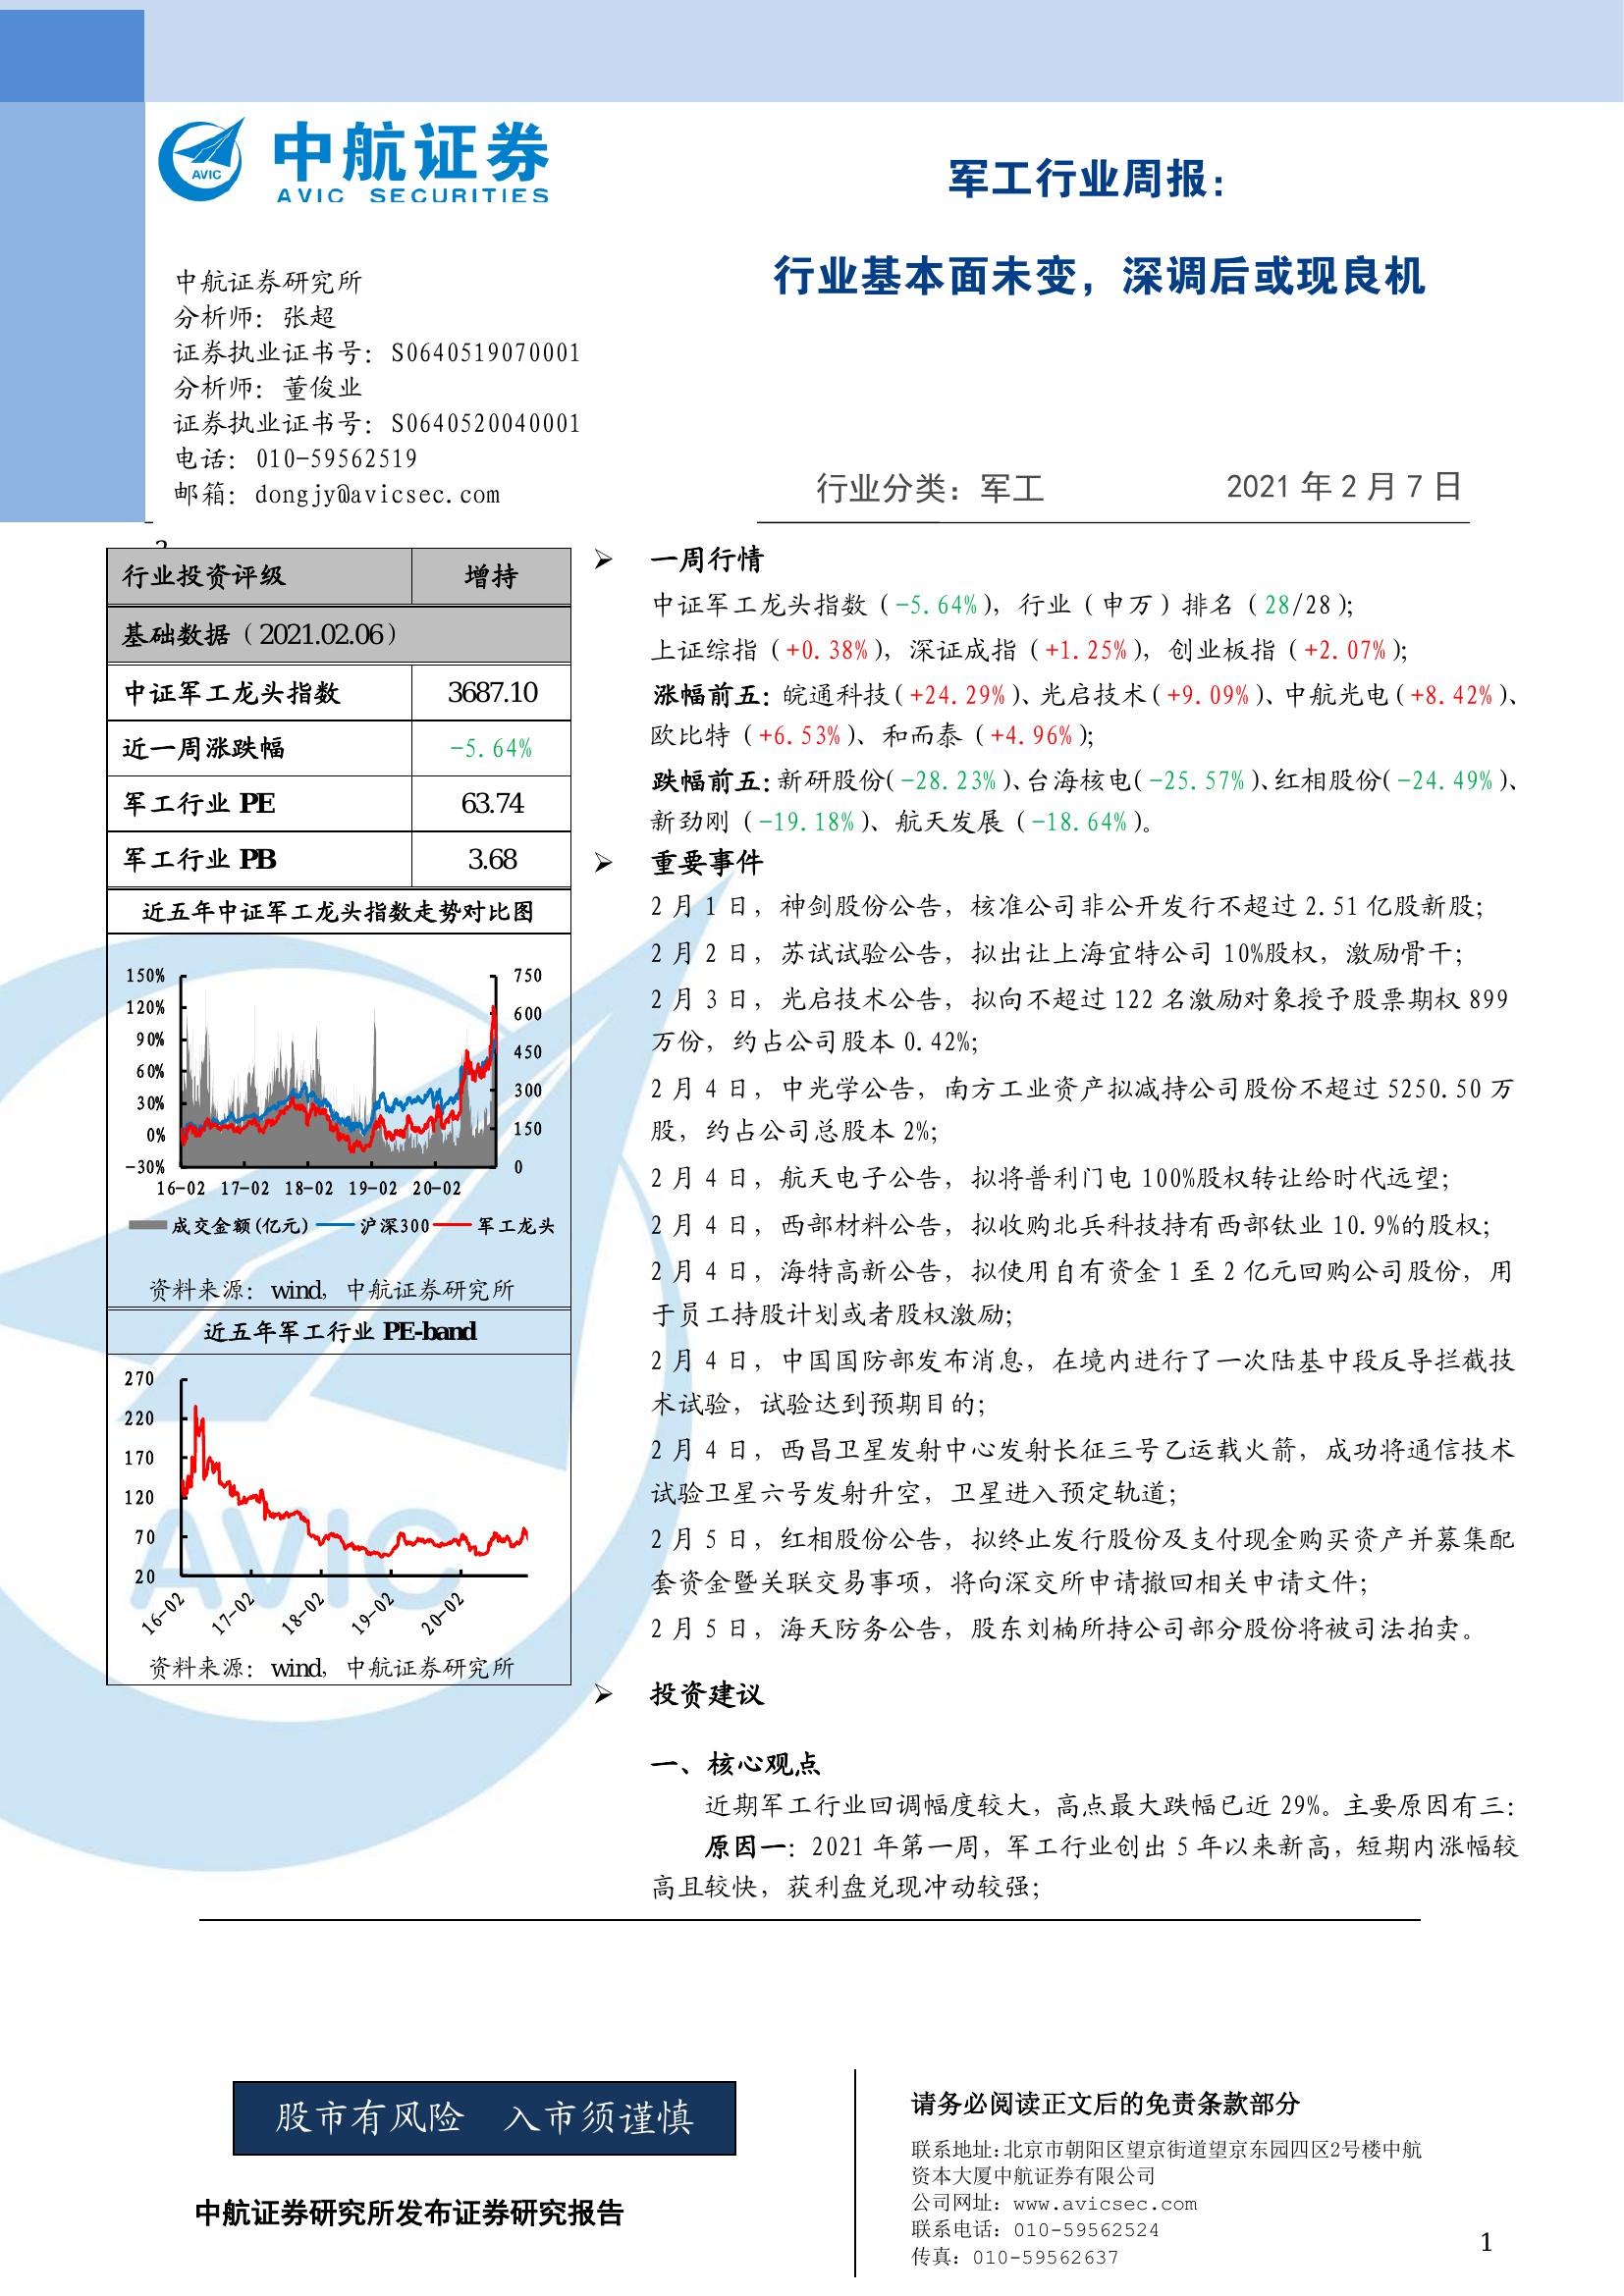 AVIC
中航证券
AVIC SECURITIES
军工行业周报：
行业基本面未变，深调后或现良机
中航证券研究所
分析师：张超
证券执业证书号：S0640519070001
分析师：董俊业
证券执业证书号：S0640520040001
电话：010-59562519
邮箱：dongjy@avicsec.com
行业分类：军工 2021 年 2 月 7 日
行业投资评级 增持
基础数据（2021.02.06）
中证军工龙头指数 3687.10
近一周涨跌幅 -5.64%
军工行业 PE 63.74
军工行业 PB 3.68
近五年中证军工龙头指数走势对比图
150% 750
120% 600
90% 450
60% 300
30% 150
0% 0
-30%
16-02 17-02 18-02 19-02 20-02
成交金额(亿元) 沪深300 军工龙头
资料来源：wind，中航证券研究所
近五年军工行业 PE-band
270
220
170
120
70
20
16-02 17-02 18-02 19-02 20-02
资料来源：wind，中航证券研究所
➢ 一周行情
中证军工龙头指数（-5.64%），行业（申万）排名（28/28）；
上证综指（+0.38%），深证成指（+1.25%），创业板指（+2.07%）；
涨幅前五：皖通科技（+24.29%）、光启技术（+9.09%）、中航光电（+8.42%）、
欧比特（+6.53%）、和而泰（+4.96%）；
跌幅前五：新研股份（-28.23%）、台海核电（-25.57%）、红相股份（-24.49%）、
新劲刚（-19.18%）、航天发展（-18.64%）。
➢ 重要事件
2 月 1 日，神剑股份公告，核准公司非公开发行不超过 2.51 亿股新股；
2 月 2 日，苏试试验公告，拟出让上海宜特公司 10%股权，激励骨干；
2 月 3 日，光启技术公告，拟向不超过 122 名激励对象授予股票期权 899
万份，约占公司股本 0.42%；
2 月 4 日，中光学公告，南方工业资产拟减持公司股份不超过 5250.50 万
股，约占公司总股本 2%；
2 月 4 日，航天电子公告，拟将普利门电 100%股权转让给时代远望；
2 月 4 日，西部材料公告，拟收购北兵科技持有西部钛业 10.9%的股权；
2 月 4 日，海特高新公告，拟使用自有资金 1 至 2 亿元回购公司股份，用
于员工持股计划或者股权激励；
2 月 4 日，中国国防部发布消息，在境内进行了一次陆基中段反导拦截技
术试验，试验达到预期目的；
2 月 4 日，西昌卫星发射中心发射长征三号乙运载火箭，成功将通信技术
试验卫星六号发射升空，卫星进入预定轨道；
2 月 5 日，红相股份公告，拟终止发行股份及支付现金购买资产并募集配
套资金暨关联交易事项，将向深交所申请撤回相关申请文件；
2 月 5 日，海天防务公告，股东刘楠所持公司部分股份将被司法拍卖。
➢ 投资建议
一、核心观点
近期军工行业回调幅度较大，高点最大跌幅已近 29%。主要原因有三：
原因一：2021 年第一周，军工行业创出 5 年以来新高，短期内涨幅较
高且较快，获利盘兑现冲动较强；
股市有风险 入市须谨慎
中航证券研究所发布证券研究报告
请务必阅读正文后的免责条款部分
联系地址：北京市朝阳区望京街道望京东园四区2号楼中航
资本大厦中航证券有限公司
公司网址：www.avicsec.com
联系电话：010-59562524
传真：010-59562637
1